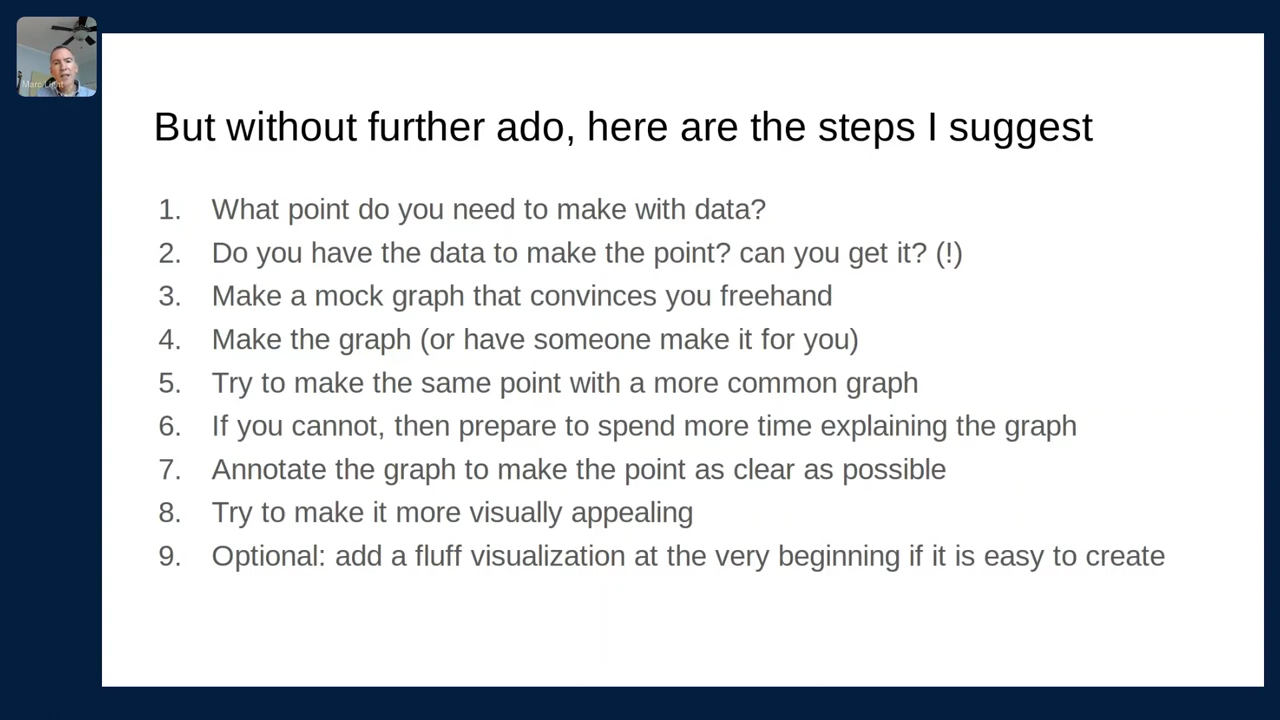 But without further ado, here are the steps I suggest
1. What point do you need to make with data?
2. Do you have the data to make the point? can you get it? (!)
3. Make a mock graph that convinces you freehand
4. Make the graph (or have someone make it for you)
5. Try to make the same point with a more common graph
6. If you cannot, then prepare to spend more time explaining the graph
7. Annotate the graph to make the point as clear as possible
8. Try to make it more visually appealing
9. Optional: add a fluff visualization at the very beginning if it is easy to create